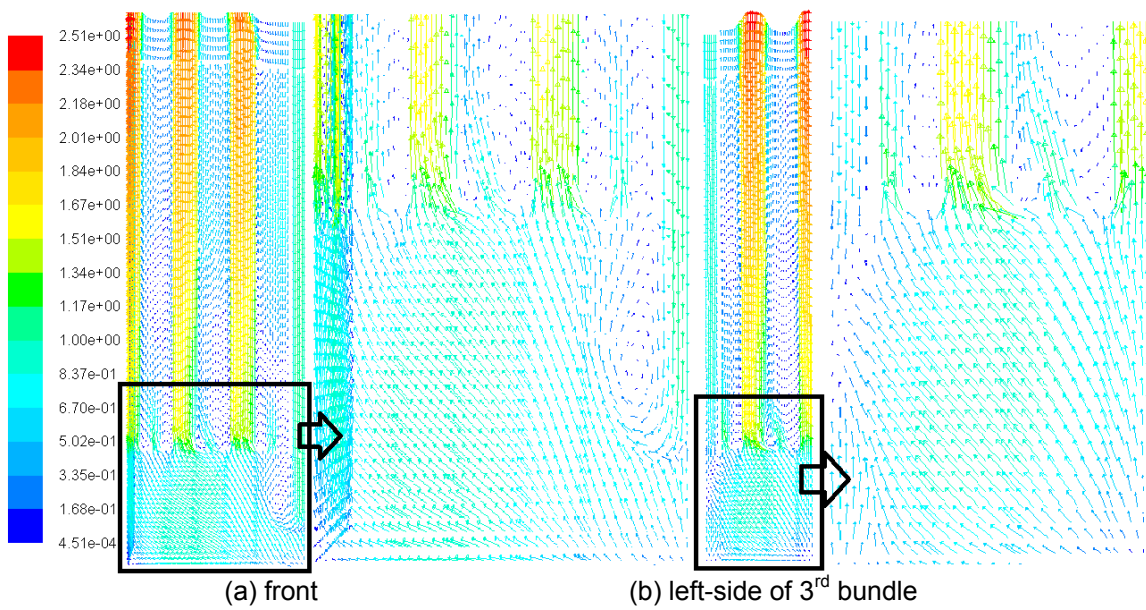 2.51e+00
2.34e+00
2.18e+00
2.01e+00
1.84e+00
1.67e+00
1.51e+00
1.34e+00
1.17e+00
1.00e+00
8.37e-01
6.70e-01
5.02e-01
3.35e-01
1.68e-01
4.51e-04
(a) front
(b) left-side of 3rd bundle